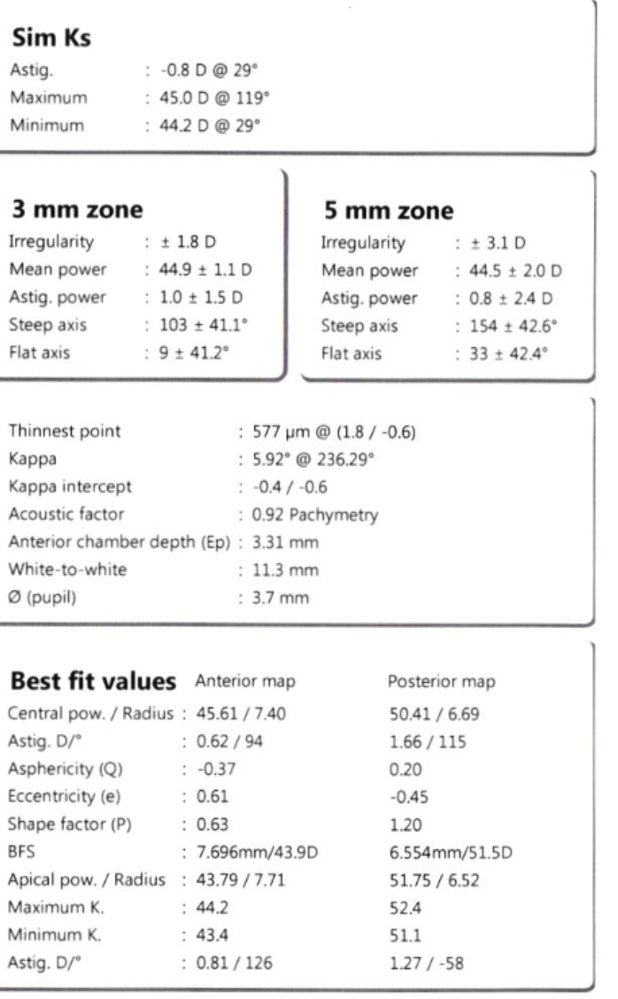 Sim Ks
Astig. : -0.8 D @ 29°
Maximum : 45.0 D @ 119°
Minimum : 44.2 D @ 29°
3 mm zone
Irregularity : ± 1.8 D
Mean power : 44.9 ± 1.1 D
Astig. power : 1.0 ± 1.5 D
Steep axis : 103 ± 41.1°
Flat axis : 9 ± 41.2°
5 mm zone
Irregularity : ± 3.1 D
Mean power : 44.5 ± 2.0 D
Astig. power : 0.8 ± 2.4 D
Steep axis : 154 ± 42.6°
Flat axis : 33 ± 42.4°
Thinnest point : 577 µm @ (1.8 / -0.6)
Kappa : 5.92° @ 236.29°
Kappa intercept : -0.4 / -0.6
Acoustic factor : 0.92 Pachymetry
Anterior chamber depth (Ep) : 3.31 mm
White-to-white : 11.3 mm
Ø (pupil) : 3.7 mm
Best fit values Anterior map Posterior map
Central pow. / Radius : 45.61 / 7.40 50.41 / 6.69
Astig. D/° : 0.62 / 94 1.66 / 115
Asphericity (Q) : -0.37 0.20
Eccentricity (e) : 0.61 -0.45
Shape factor (P) : 0.63 1.20
BFS : 7.696mm/43.9D 6.554mm/51.5D
Apical pow. / Radius : 43.79 / 7.71 51.75 / 6.52
Maximum K. : 44.2 52.4
Minimum K. : 43.4 51.1
Astig. D/° : 0.81 / 126 1.27 / -58